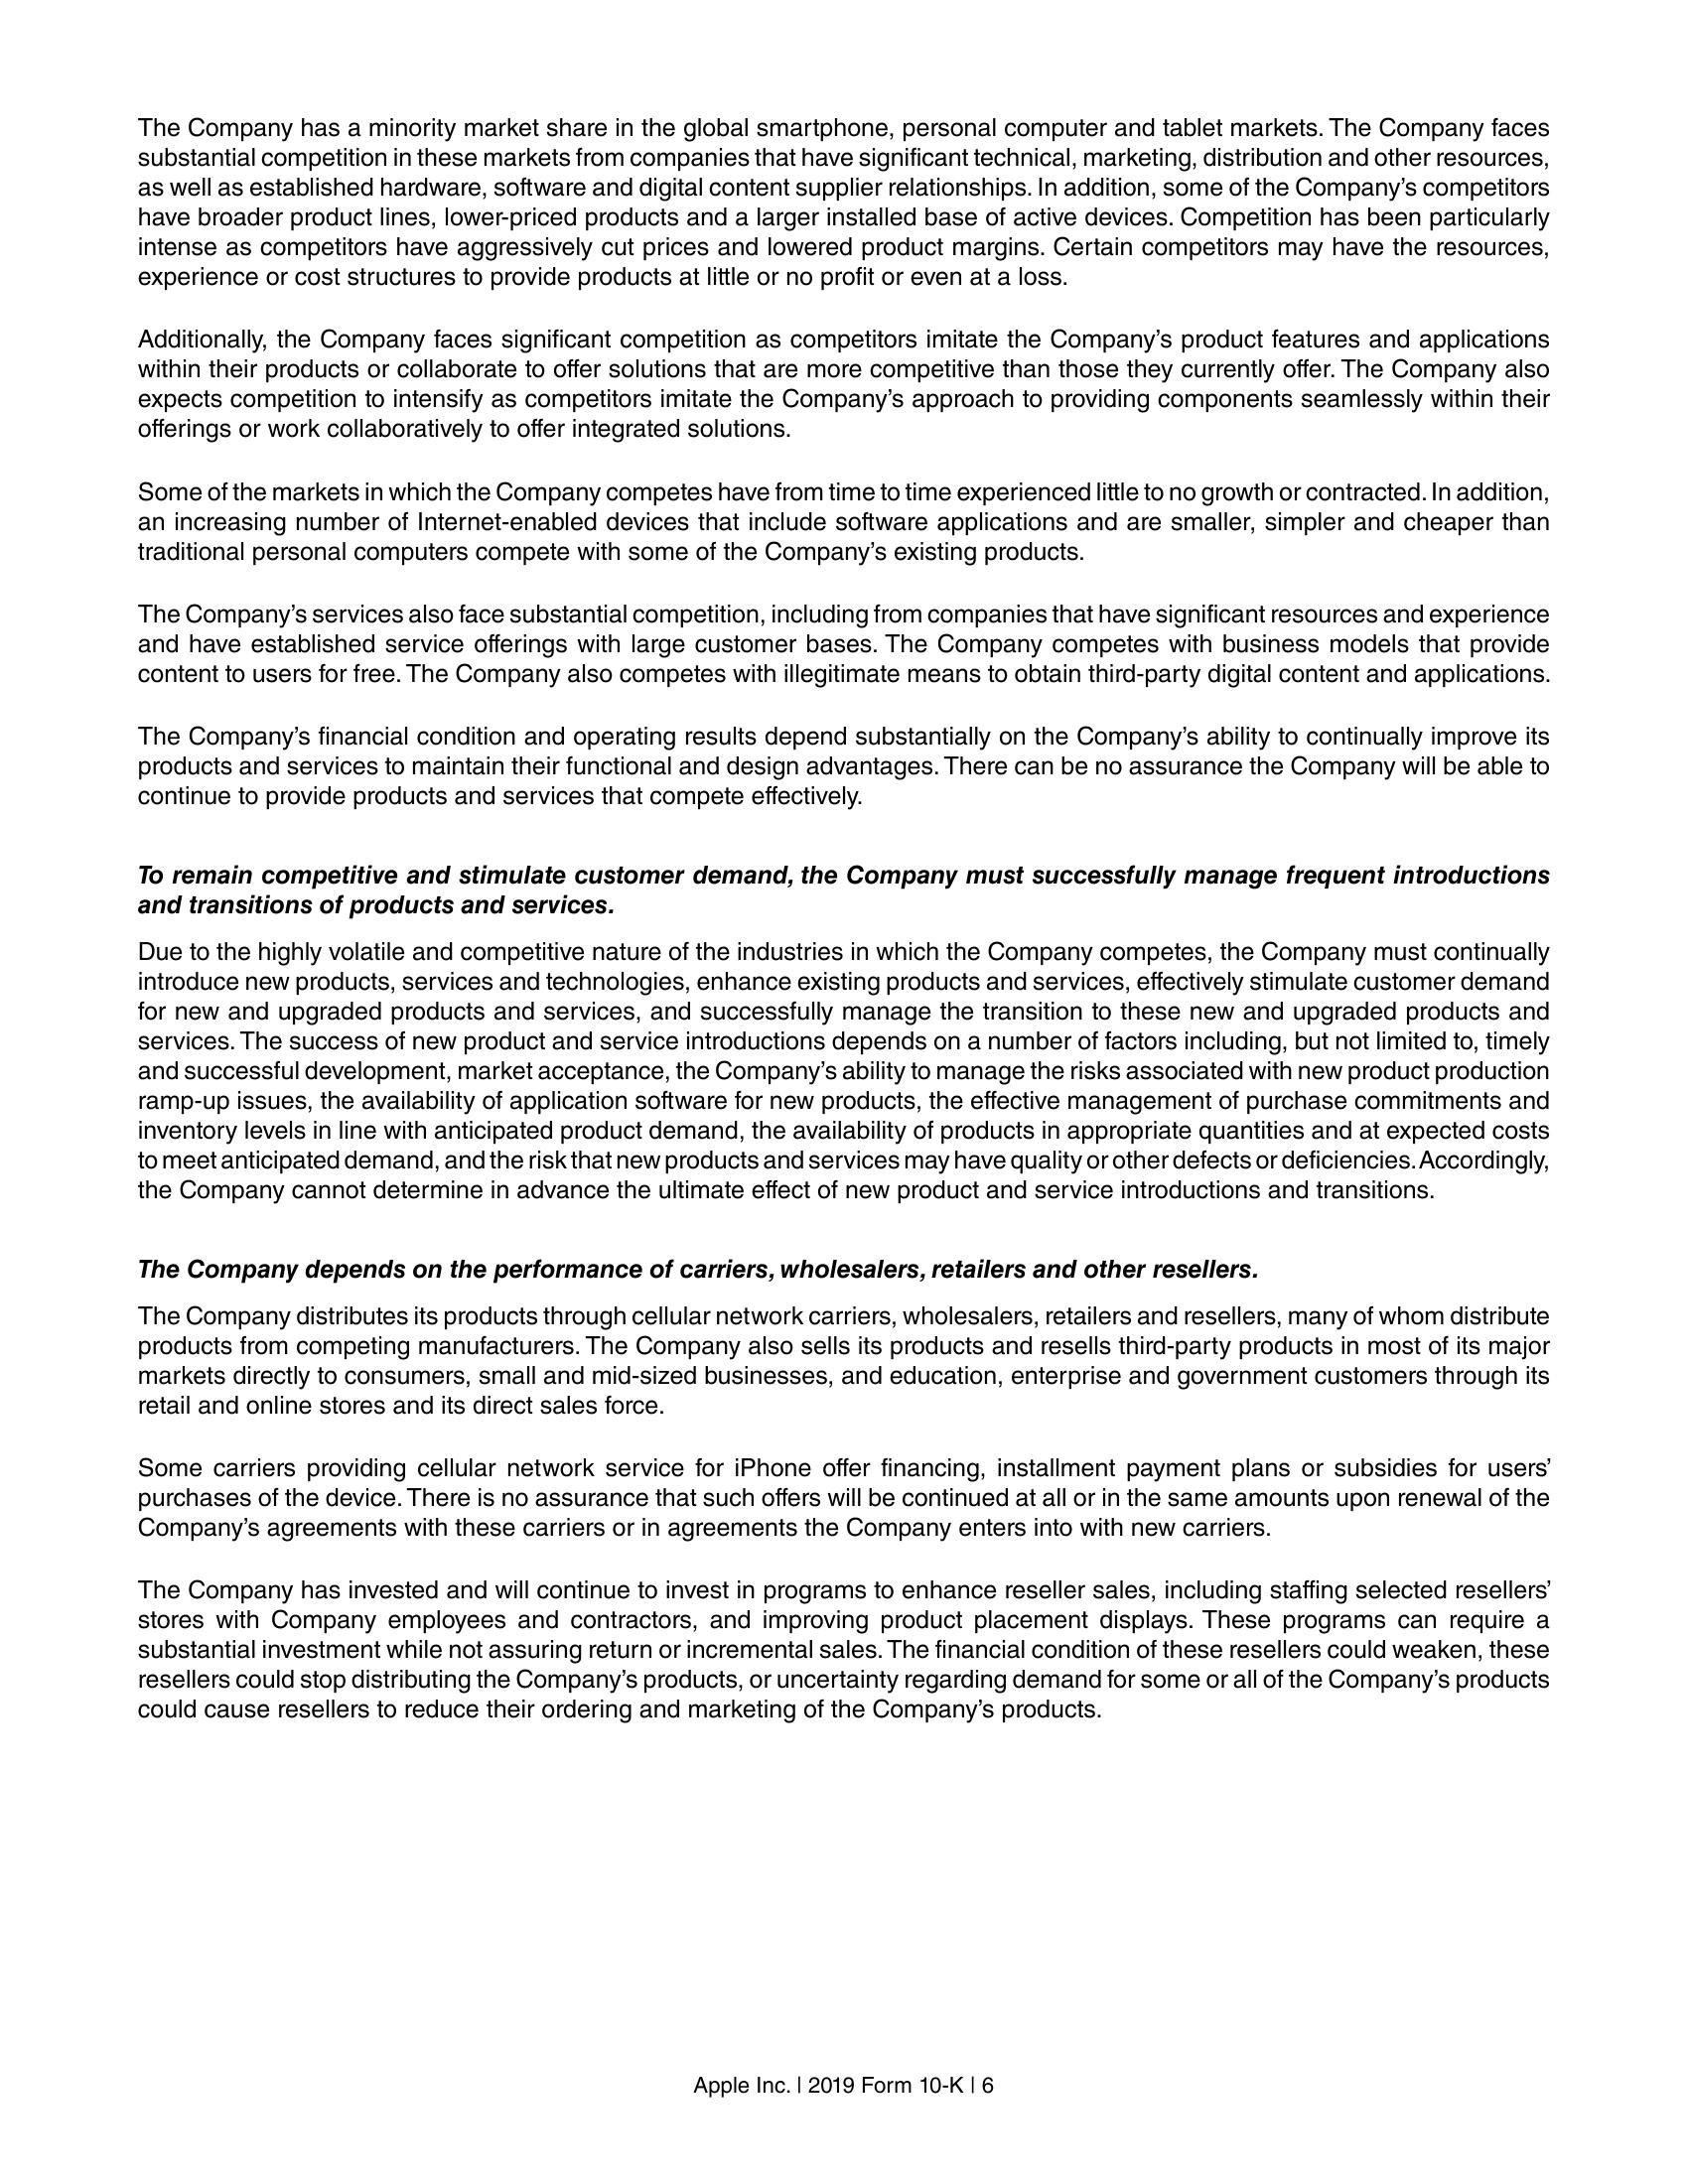 The Company has a minority market share in the global smartphone, personal computer and tablet markets. The Company faces
substantial competition in these markets from companies that have significant technical, marketing, distribution and other resources,
as well as established hardware, software and digital content supplier relationships. In addition, some of the Company’s competitors
have broader product lines, lower-priced products and a larger installed base of active devices. Competition has been particularly
intense as competitors have aggressively cut prices and lowered product margins. Certain competitors may have the resources,
experience or cost structures to provide products at little or no profit or even at a loss.
Additionally, the Company faces significant competition as competitors imitate the Company’s product features and applications
within their products or collaborate to offer solutions that are more competitive than those they currently offer. The Company also
expects competition to intensify as competitors imitate the Company’s approach to providing components seamlessly within their
offerings or work collaboratively to offer integrated solutions.
Some of the markets in which the Company competes have from time to time experienced little to no growth or contracted. In addition,
an increasing number of Internet-enabled devices that include software applications and are smaller, simpler and cheaper than
traditional personal computers compete with some of the Company’s existing products.
The Company’s services also face substantial competition, including from companies that have significant resources and experience
and have established service offerings with large customer bases. The Company competes with business models that provide
content to users for free. The Company also competes with illegitimate means to obtain third-party digital content and applications.
The Company’s financial condition and operating results depend substantially on the Company’s ability to continually improve its
products and services to maintain their functional and design advantages. There can be no assurance the Company will be able to
continue to provide products and services that compete effectively.
To remain competitive and stimulate customer demand, the Company must successfully manage frequent introductions
and transitions of products and services.
Due to the highly volatile and competitive nature of the industries in which the Company competes, the Company must continually
introduce new products, services and technologies, enhance existing products and services, effectively stimulate customer demand
for new and upgraded products and services, and successfully manage the transition to these new and upgraded products and
services. The success of new product and service introductions depends on a number of factors including, but not limited to, timely
and successful development, market acceptance, the Company’s ability to manage the risks associated with new product production
ramp-up issues, the availability of application software for new products, the effective management of purchase commitments and
inventory levels in line with anticipated product demand, the availability of products in appropriate quantities and at expected costs
to meet anticipated demand, and the risk that new products and services may have quality or other defects or deficiencies. Accordingly,
the Company cannot determine in advance the ultimate effect of new product and service introductions and transitions.
The Company depends on the performance of carriers, wholesalers, retailers and other resellers.
The Company distributes its products through cellular network carriers, wholesalers, retailers and resellers, many of whom distribute
products from competing manufacturers. The Company also sells its products and resells third-party products in most of its major
markets directly to consumers, small and mid-sized businesses, and education, enterprise and government customers through its
retail and online stores and its direct sales force.
Some carriers providing cellular network service for iPhone offer financing, installment payment plans or subsidies for users’
purchases of the device. There is no assurance that such offers will be continued at all or in the same amounts upon renewal of the
Company’s agreements with these carriers or in agreements the Company enters into with new carriers.
The Company has invested and will continue to invest in programs to enhance reseller sales, including staffing selected resellers’
stores with Company employees and contractors, and improving product placement displays. These programs can require a
substantial investment while not assuring return or incremental sales. The financial condition of these resellers could weaken, these
resellers could stop distributing the Company’s products, or uncertainty regarding demand for some or all of the Company’s products
could cause resellers to reduce their ordering and marketing of the Company’s products.
Apple Inc. | 2019 Form 10-K | 6